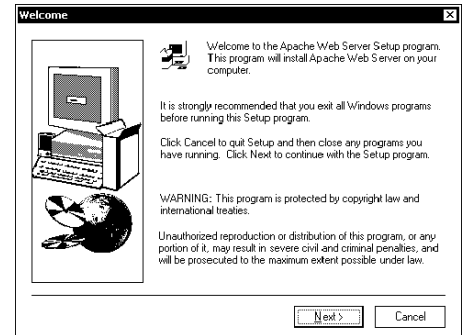 Welcome
Welcome to the Apache Web Server Setup program.
This program will install Apache Web Server on your
computer.
It is strongly recommended that you exit all Windows programs
before running this Setup program.
Click Cancel to quit Setup and then close any programs you
have running. Click Next to continue with the Setup program.
WARNING: This program is protected by copyright law and
international treaties.
Unauthorized reproduction or distribution of this program, or any
portion of it, may result in severe civil and criminal penalties, and
will be prosecuted to the maximum extent possible under law.
Next >
Cancel